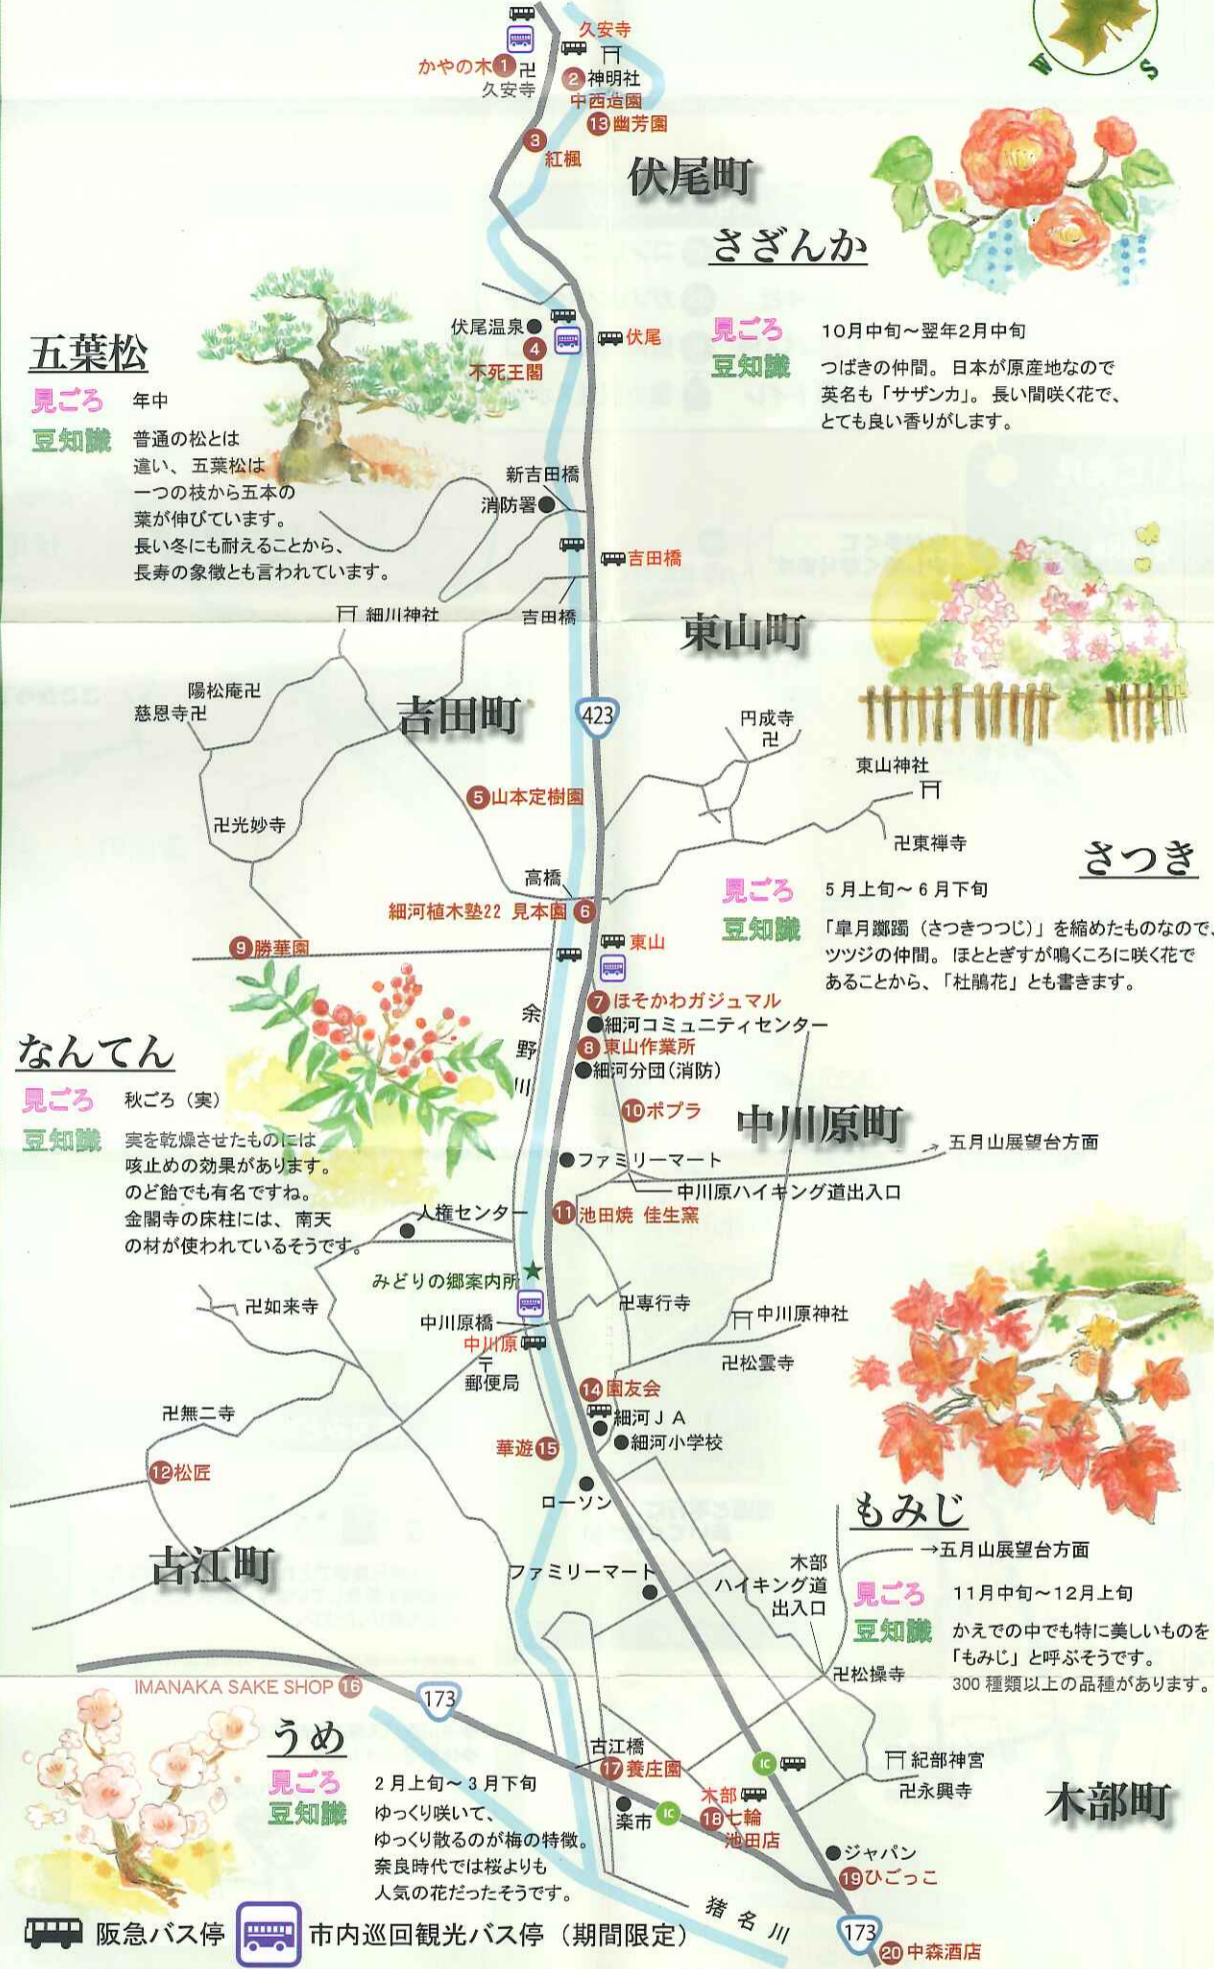 W
S
久安寺
かやの木
1
卍
久安寺
2
神明社
中西造園
13
幽芳園
3
紅楓
伏尾町
さざんか
見ごろ
10月中旬～翌年2月中旬
豆知識
つばきの仲間。日本が原産地なので
英名も「サザンカ」。長い間咲く花で、
とても良い香りがします。
伏尾温泉
4
不死王閣
伏尾
五葉松
見ごろ
年中
豆知識
普通の松とは
違い、五葉松は
一つの枝から五本の
葉が伸びています。
長い冬にも耐えることから、
長寿の象徴とも言われています。
新吉田橋
消防署
吉田橋
吉田橋
細川神社
東山町
陽松庵卍
慈恩寺卍
吉田町
423
円成寺
卍
東山神社
卍東禅寺
5 山本定樹園
卍光妙寺
さつき
見ごろ
5月上旬～6月下旬
豆知識
「皐月躑躅（さつきつつじ）」を縮めたものなので、
ツツジの仲間。ほととぎすが鳴くころに咲く花で
あることから、「杜鵑花」とも書きます。
高橋
細河植木塾22 見本園 6
9 勝華園
東山
7 ほそかわガジュマル
細河コミュニティセンター
8 東山作業所
細河分団(消防)
余野川
なんてん
見ごろ
秋ごろ（実）
豆知識
実を乾燥させたものには
咳止めの効果があります。
のど飴でも有名ですね。
金閣寺の床柱には、南天
の材が使われているそうです。
10 ポプラ
中川原町
五月山展望台方面
ファミリーマート
中川原ハイキング道出入口
人権センター
11 池田焼 佳生窯
みどりの郷案内所
卍如来寺
中川原橋
中川原
〒
郵便局
卍専行寺
中川原神社
卍松雲寺
14 園友会
細河ＪＡ
細河小学校
卍無二寺
華遊 15
12 松匠
ローソン
もみじ
→五月山展望台方面
見ごろ
11月中旬～12月上旬
豆知識
かえでの中でも特に美しいものを
「もみじ」と呼ぶそうです。
300種類以上の品種があります。
古江町
ファミリーマート
木部
ハイキング道
出入口
卍松操寺
IMANAKA SAKE SHOP 16
173
うめ
見ごろ
2月上旬～3月下旬
豆知識
ゆっくり咲いて、
ゆっくり散るのが梅の特徴。
奈良時代では桜よりも
人気の花だったそうです。
古江橋
17 養庄園
IC
紀部神宮
卍永興寺
木部町
木部
楽市
IC
18 七輪
池田店
ジャパン
19 ひごっこ
猪名川
173
20 中森酒店
阪急バス停
市内巡回観光バス停（期間限定）